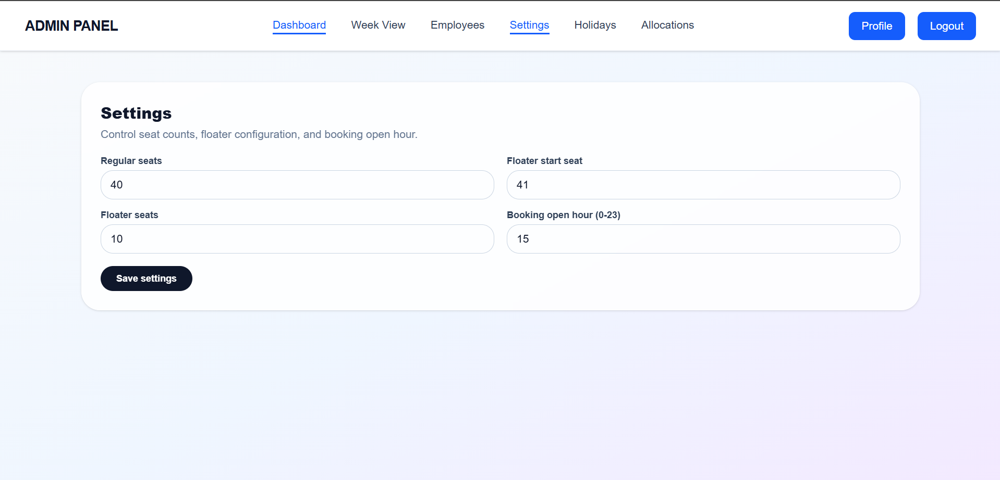 ADMIN PANEL
Dashboard Week View Employees Settings Holidays Allocations
Profile Logout
Settings
Control seat counts, floater configuration, and booking open hour.
Regular seats
40
Floater start seat
41
Floater seats
10
Booking open hour (0-23)
15
Save settings